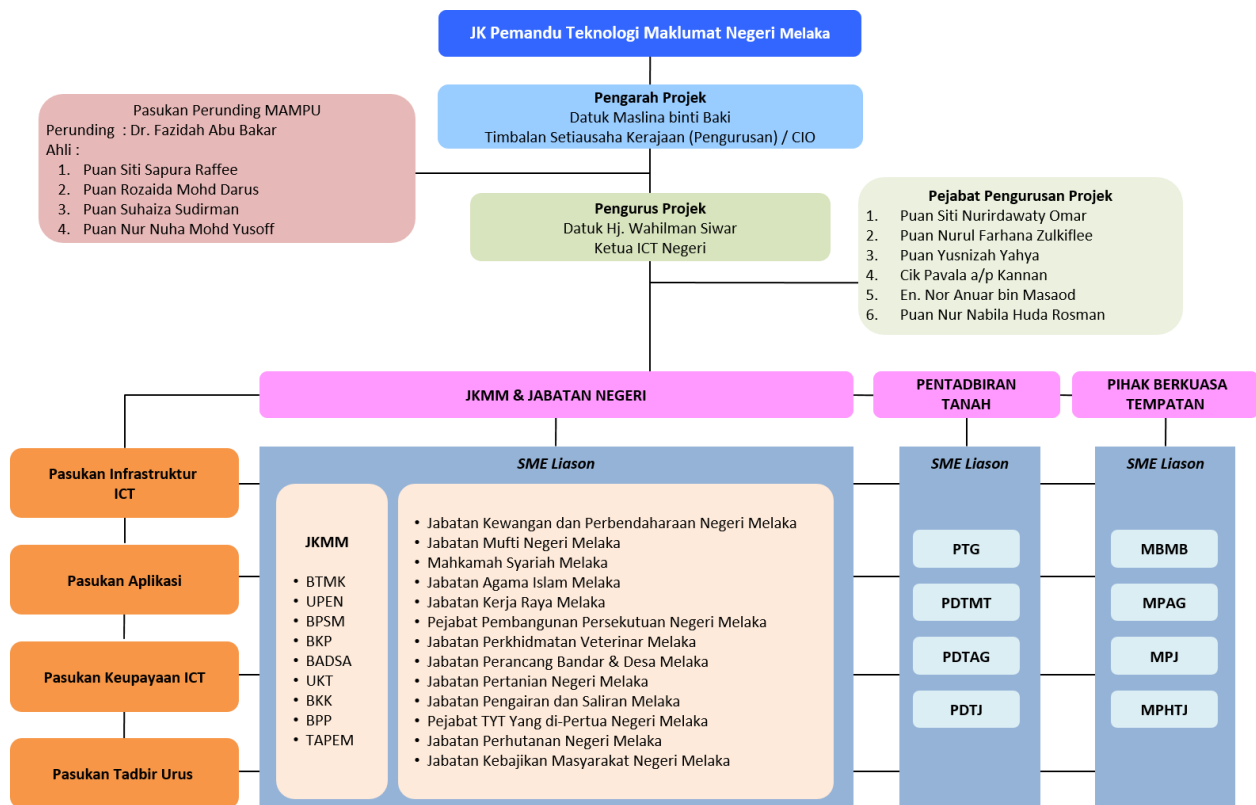 JK Pemandu Teknologi Maklumat Negeri Melaka
Pengarah Projek
Datuk Maslina binti Baki
Timbalan Setiausaha Kerajaan (Pengurusan) / CIO
Pasukan Perunding MAMPU
Perunding : Dr. Fazidah Abu Bakar
Ahli :
1. Puan Siti Sapura Raffee
2. Puan Rozaida Mohd Darus
3. Puan Suhaiza Sudirman
4. Puan Nur Nuha Mohd Yusoff
Pengurus Projek
Datuk Hj. Wahilman Siwar
Ketua ICT Negeri
Pejabat Pengurusan Projek
1. Puan Siti Nurirdawaty Omar
2. Puan Nurul Farhana Zulkiflee
3. Puan Yusnizah Yahya
4. Cik Pavala a/p Kannan
5. En. Nor Anuar bin Masaod
6. Puan Nur Nabila Huda Rosman
JKMM & JABATAN NEGERI
PENTADBIRAN
TANAH
PIHAK BERKUASA
TEMPATAN
Pasukan Infrastruktur
ICT
Pasukan Aplikasi
Pasukan Keupayaan ICT
Pasukan Tadbir Urus
SME Liason
JKMM
• BTMK
• UPEN
• BPSM
• BKP
• BADSA
• UKT
• BKK
• BPP
• TAPEM
• Jabatan Kewangan dan Perbendaharaan Negeri Melaka
• Jabatan Mufti Negeri Melaka
• Mahkamah Syariah Melaka
• Jabatan Agama Islam Melaka
• Jabatan Kerja Raya Melaka
• Pejabat Pembangunan Persekutuan Negeri Melaka
• Jabatan Perkhidmatan Veterinar Melaka
• Jabatan Perancang Bandar & Desa Melaka
• Jabatan Pertanian Negeri Melaka
• Jabatan Pengairan dan Saliran Melaka
• Pejabat TYT Yang di-Pertua Negeri Melaka
• Jabatan Perhutanan Negeri Melaka
• Jabatan Kebajikan Masyarakat Negeri Melaka
SME Liason
PTG
PDTMT
PDTAG
PDTJ
SME Liason
MBMB
MPAG
MPJ
MPHTJ